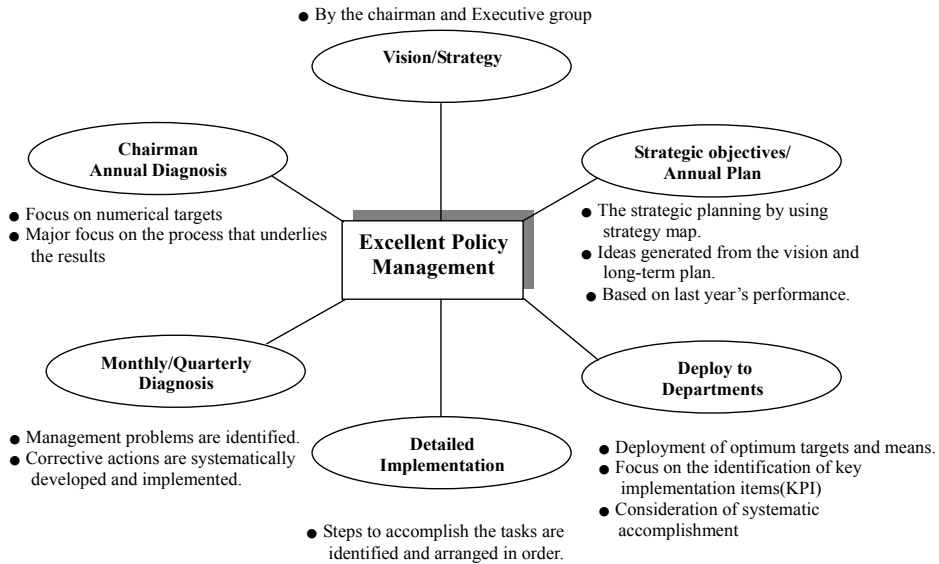 ● By the chairman and Executive group
Vision/Strategy
Chairman
Annual Diagnosis
● Focus on numerical targets
● Major focus on the process that underlies
the results
Strategic objectives/
Annual Plan
● The strategic planning by using
strategy map.
● Ideas generated from the vision and
long-term plan.
● Based on last year's performance.
Excellent Policy
Management
Monthly/Quarterly
Diagnosis
● Management problems are identified.
● Corrective actions are systematically
developed and implemented.
Detailed
Implementation
● Steps to accomplish the tasks are
identified and arranged in order.
Deploy to
Departments
● Deployment of optimum targets and means.
● Focus on the identification of key
implementation items(KPI)
● Consideration of systematic
accomplishment